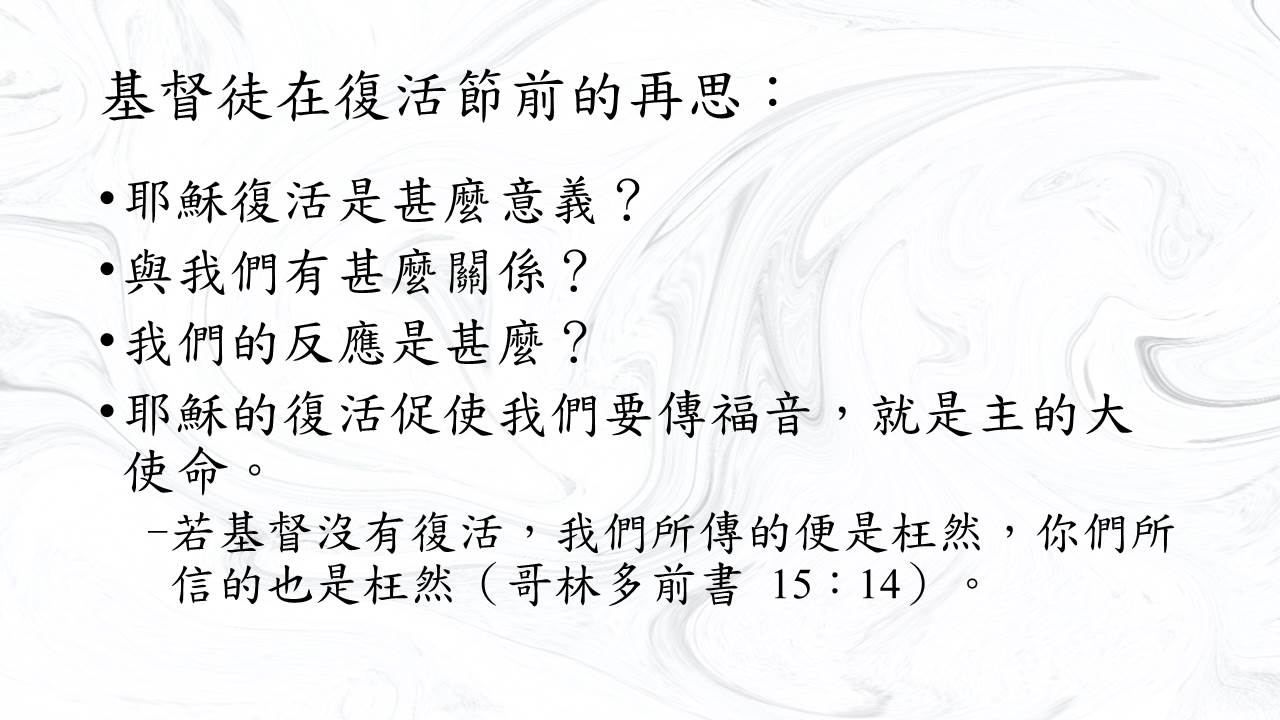 基督徒在復活節前的再思：
•耶穌復活是甚麼意義？
•與我們有甚麼關係？
•我們的反應是甚麼？
•耶穌的復活促使我們要傳福音，就是主的大
使命。
–若基督沒有復活，我們所傳的便是枉然，你們所
信的也是枉然（哥林多前書 15：14）。